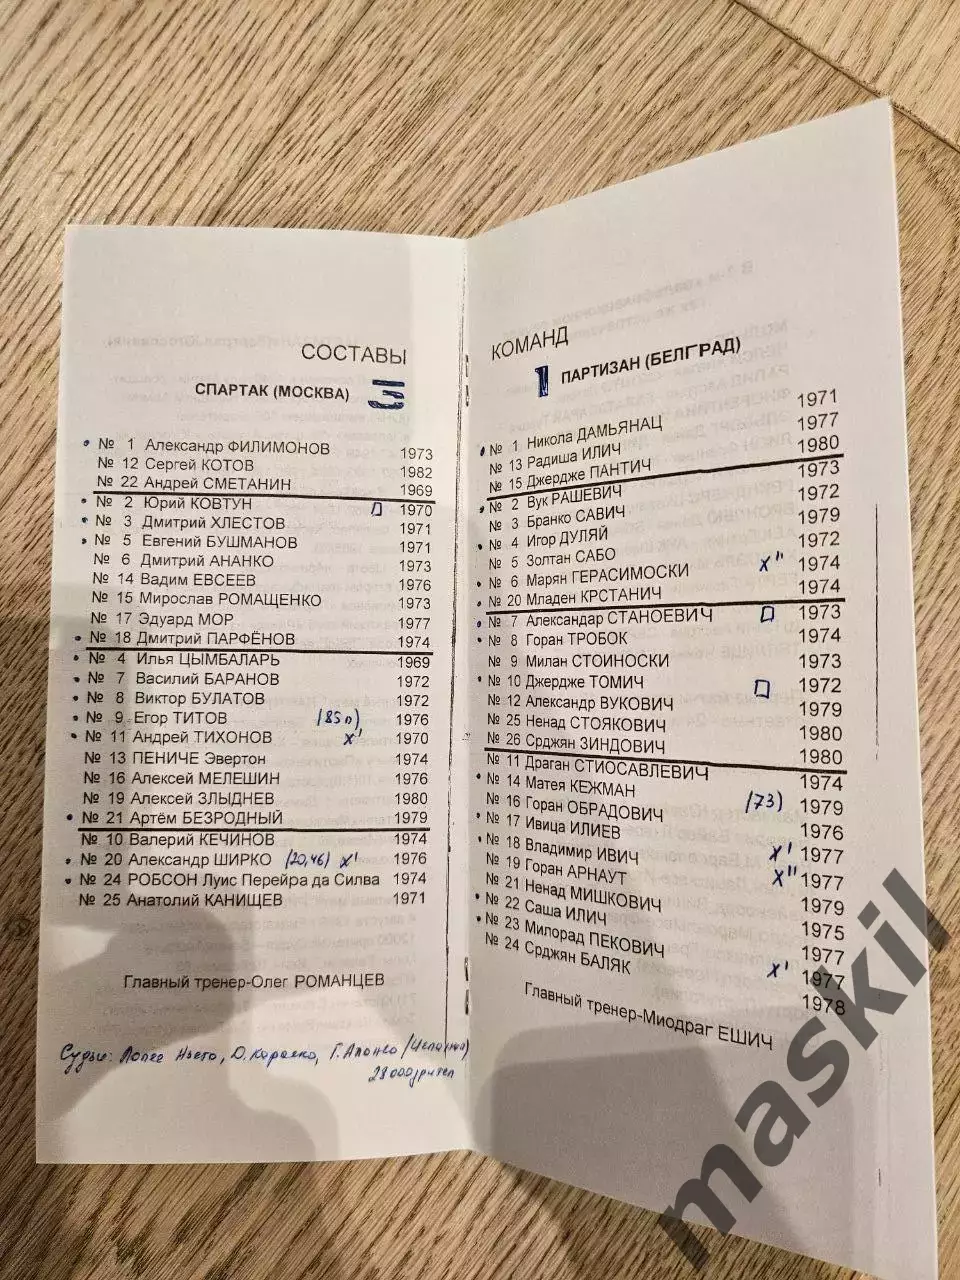 СОСТАВЫ
СПАРТАК (МОСКВА) 3
№ 1 Александр ФИЛИМОНОВ 1973
№ 12 Сергей КОТОВ 1982
№ 22 Андрей СМЕТАНИН 1969
№ 2 Юрий КОВТУН 1970
№ 3 Дмитрий ХЛЕСТОВ 1971
№ 5 Евгений БУШМАНОВ 1971
№ 6 Дмитрий АНАНКО 1973
№ 14 Вадим ЕВСЕЕВ 1976
№ 15 Мирослав РОМАЩЕНКО 1973
№ 17 Эдуард МОР 1977
№ 18 Дмитрий ПАРФЁНОВ 1974
№ 4 Илья ЦЫМБАЛАРЬ 1969
№ 7 Василий БАРАНОВ 1972
№ 8 Виктор БУЛАТОВ 1972
№ 9 Егор ТИТОВ (85п) 1976
№ 11 Андрей ТИХОНОВ х' 1970
№ 13 ПЕНИЧЕ Эвертон 1974
№ 16 Алексей МЕЛЕШИН 1976
№ 19 Алексей ЗЛЫДНЕВ 1980
№ 21 Артём БЕЗРОДНЫЙ 1979
№ 10 Валерий КЕЧИНОВ 1974
№ 20 Александр ШИРКО (20,46) х' 1976
№ 24 РОБСОН Луис Перейра да Силва 1974
№ 25 Анатолий КАНИЩЕВ 1971
Главный тренер-Олег РОМАНЦЕВ
Судьи: Лопес Ньето, О. Г. (Испания)
КОМАНД
1 ПАРТИЗАН (БЕЛГРАД)
№ 1 Никола ДАМЬЯНАЦ 1971
№ 13 Радиша ИЛИЧ 1977
№ 15 Джердже ПАНТИЧ 1980
№ 2 Вук РАШЕВИЧ 1973
№ 3 Бранко САВИЧ 1972
№ 4 Игор ДУЛЯЙ 1979
№ 5 Золтан САБО 1972
№ 6 Марян ГЕРАСИМОСКИ х" 1974
№ 20 Младен КРСТАНИЧ 1974
№ 7 Александар СТАНОЕВИЧ 1973
№ 8 Горан ТРОБОК 1974
№ 9 Милан СТОИНОСКИ 1973
№ 10 Джердже ТОМИЧ 1972
№ 12 Александр ВУКОВИЧ 1979
№ 25 Ненад СТОЯКОВИЧ 1980
№ 26 Срджян ЗИНДОВИЧ 1980
№ 11 Драган СТИОСАВЛЕВИЧ 1974
№ 14 Матея КЕЖМАН (73) 1979
№ 16 Горан ОБРАДОВИЧ 1976
№ 17 Ивица ИЛИЕВ х' 1977
№ 18 Владимир ИВИЧ х" 1977
№ 19 Горан АРНАУТ 1979
№ 21 Ненад МИШКОВИЧ 1975
№ 22 Саша ИЛИЧ 1977
№ 23 Милорад ПЕКОВИЧ х' 1977
№ 24 Срджян БАЛЯК 1978
Главный тренер-Миодраг ЕШИЧ
maskil